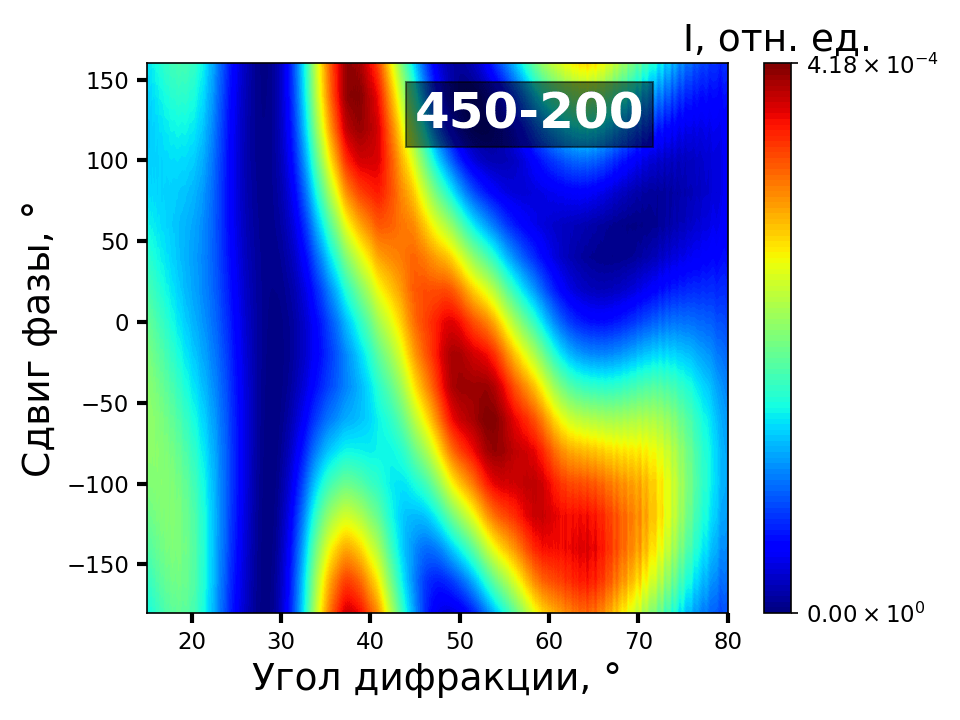 I, отн. ед.
4.18 × 10⁻⁴
450-200
150
100
50
0
−50
−100
−150
Сдвиг фазы, °
0.00 × 10⁰
20 30 40 50 60 70 80
Угол дифракции, °